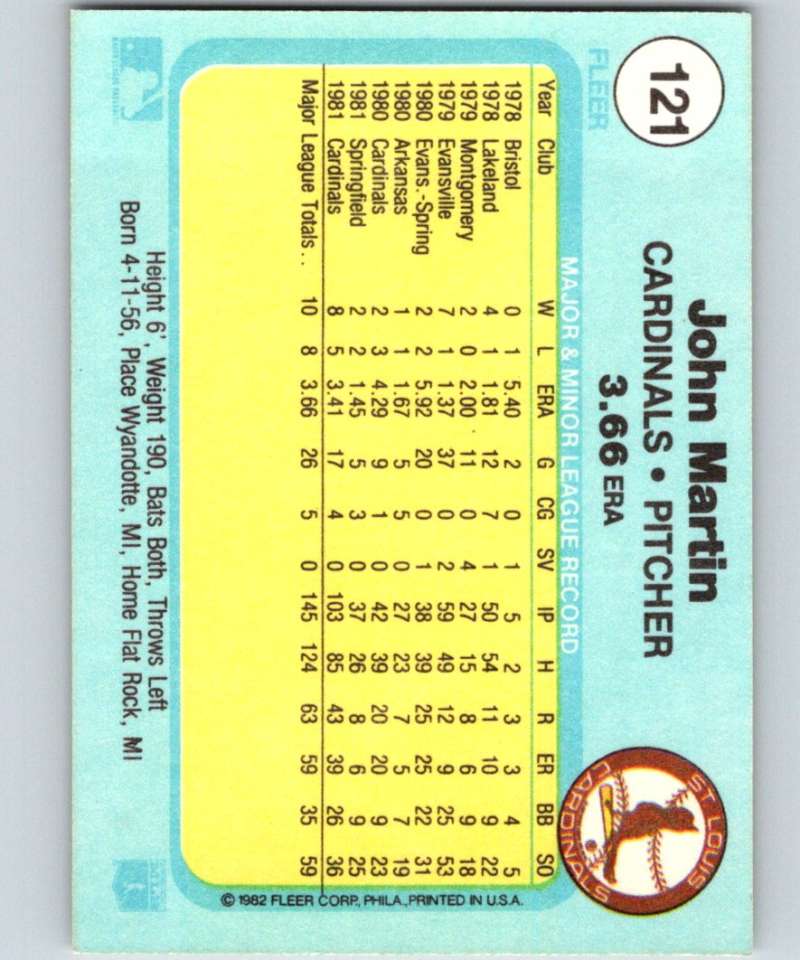 121
FLEER
John Martin
CARDINALS • PITCHER
3.66 ERA
ST. LOUIS
CARDINALS
MAJOR & MINOR LEAGUE RECORD
Year Club W L ERA G CG SV IP H R ER BB SO
1978 Bristol 0 1 5.40 2 0 1 5 2 3 3 4 5
1978 Lakeland 4 1 1.81 12 7 1 50 54 11 10 9 22
1979 Montgomery 2 0 2.00 11 0 4 27 15 8 6 9 18
1979 Evansville 7 1 1.37 37 0 2 59 49 12 9 25 53
1980 Evans.-Spring 2 2 5.92 20 0 1 38 39 25 25 22 31
1980 Arkansas 1 1 1.67 5 5 0 27 23 7 5 7 19
1980 Cardinals 2 3 4.29 9 1 0 42 39 20 20 9 23
1981 Springfield 2 2 1.45 5 3 0 37 26 8 6 9 25
1981 Cardinals 8 5 3.41 17 4 0 103 85 43 39 26 36
Major League Totals . . 10 8 3.66 26 5 0 145 124 63 59 35 59
© 1982 FLEER CORP., PHILA., PRINTED IN U.S.A.
Height 6', Weight 190, Bats Both, Throws Left
Born 4-11-56, Place Wyandotte, MI, Home Flat Rock, MI